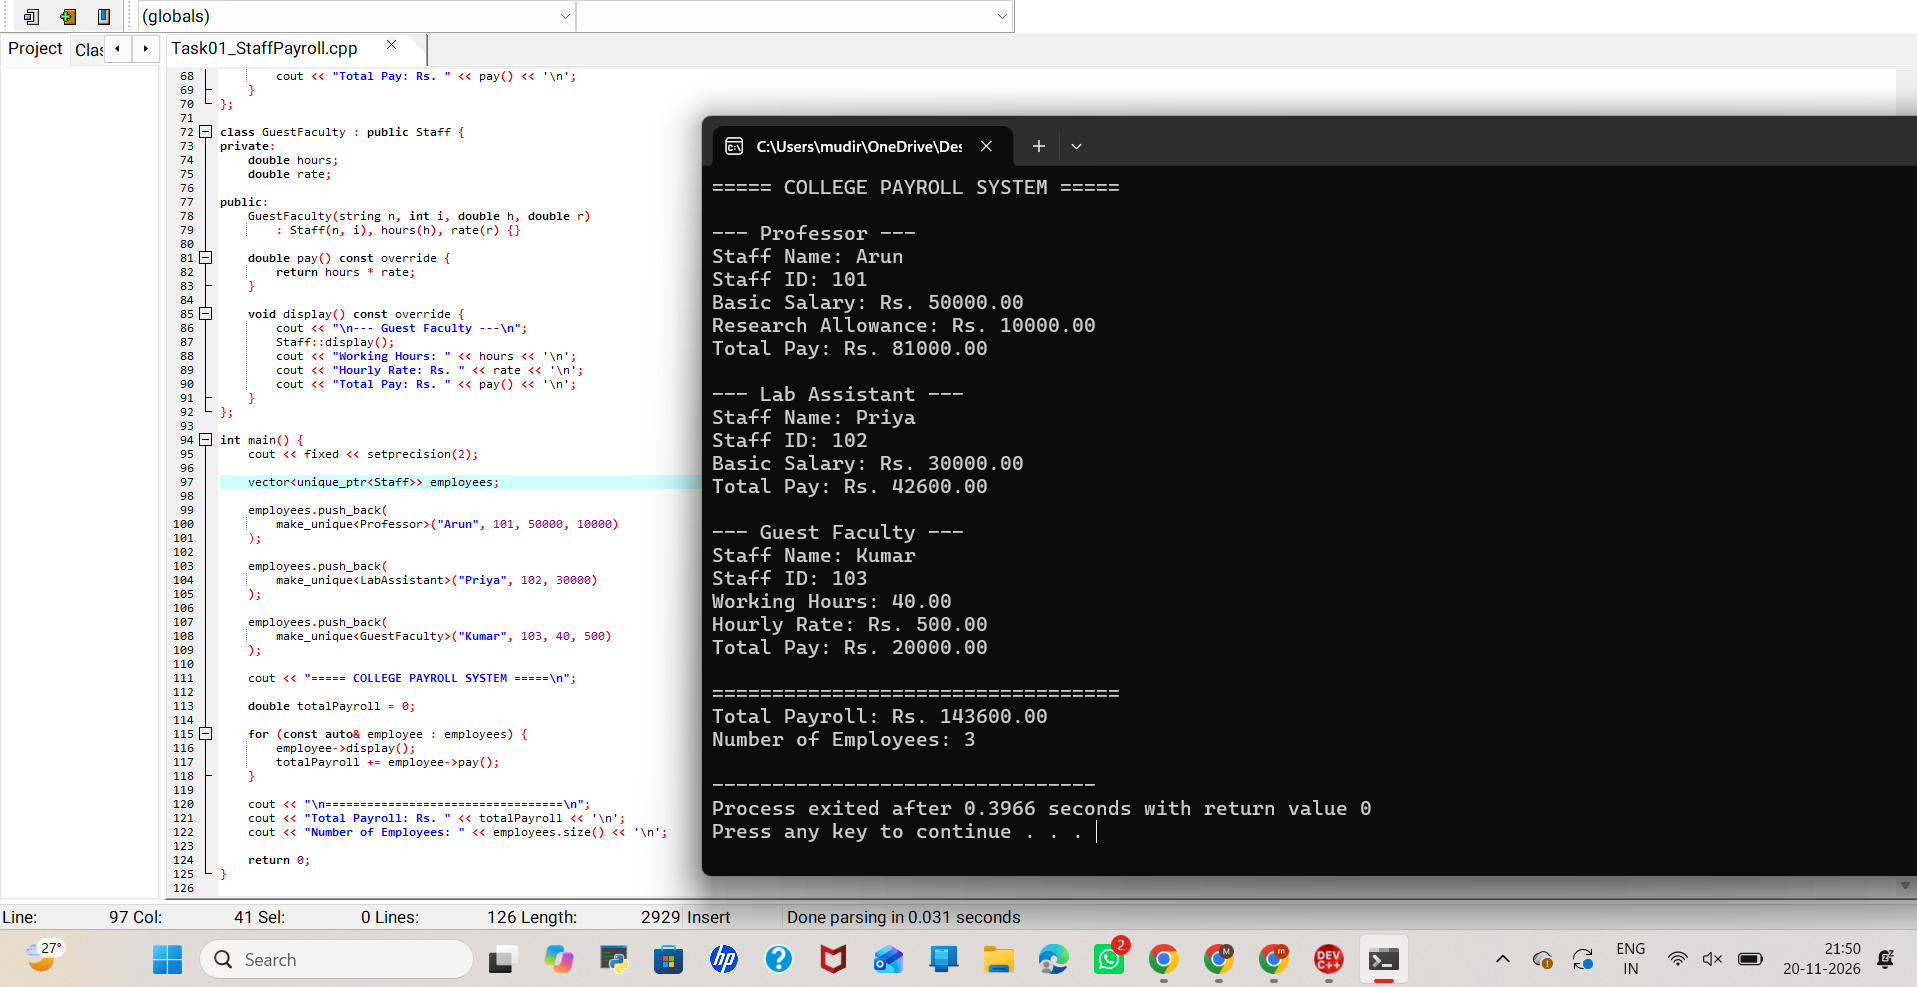 (globals)
Project Clas
Task01_StaffPayroll.cpp
68 cout << "Total Pay: Rs. " << pay() << '\n';
69 }
70 };
71
72 class GuestFaculty : public Staff {
73 private:
74 double hours;
75 double rate;
76
77 public:
78 GuestFaculty(string n, int i, double h, double r)
79 : Staff(n, i), hours(h), rate(r) {}
80
81 double pay() const override {
82 return hours * rate;
83 }
84
85 void display() const override {
86 cout << "\n--- Guest Faculty ---\n";
87 Staff::display();
88 cout << "Working Hours: " << hours << '\n';
89 cout << "Hourly Rate: Rs. " << rate << '\n';
90 cout << "Total Pay: Rs. " << pay() << '\n';
91 }
92 };
93
94 int main() {
95 cout << fixed << setprecision(2);
96
97 vector<unique_ptr<Staff>> employees;
98
99 employees.push_back(
100 make_unique<Professor>("Arun", 101, 50000, 10000)
101 );
102
103 employees.push_back(
104 make_unique<LabAssistant>("Priya", 102, 30000)
105 );
106
107 employees.push_back(
108 make_unique<GuestFaculty>("Kumar", 103, 40, 500)
109 );
110
111 cout << "===== COLLEGE PAYROLL SYSTEM =====\n";
112
113 double totalPayroll = 0;
114
115 for (const auto& employee : employees) {
116 employee->display();
117 totalPayroll += employee->pay();
118 }
119
120 cout << "\n==================================\n";
121 cout << "Total Payroll: Rs. " << totalPayroll << '\n';
122 cout << "Number of Employees: " << employees.size() << '\n';
123
124 return 0;
125 }
126
C:\Users\mudir\OneDrive\Des
===== COLLEGE PAYROLL SYSTEM =====
--- Professor ---
Staff Name: Arun
Staff ID: 101
Basic Salary: Rs. 50000.00
Research Allowance: Rs. 10000.00
Total Pay: Rs. 81000.00
--- Lab Assistant ---
Staff Name: Priya
Staff ID: 102
Basic Salary: Rs. 30000.00
Total Pay: Rs. 42600.00
--- Guest Faculty ---
Staff Name: Kumar
Staff ID: 103
Working Hours: 40.00
Hourly Rate: Rs. 500.00
Total Pay: Rs. 20000.00
==================================
Total Payroll: Rs. 143600.00
Number of Employees: 3
--------------------------------
Process exited after 0.3966 seconds with return value 0
Press any key to continue . . .
Line: 97 Col: 41 Sel: 0 Lines: 126 Length: 2929 Insert Done parsing in 0.031 seconds
27°
Search
hp
2
M
m
DEV
C++
ENG
IN
21:50
20-11-2026